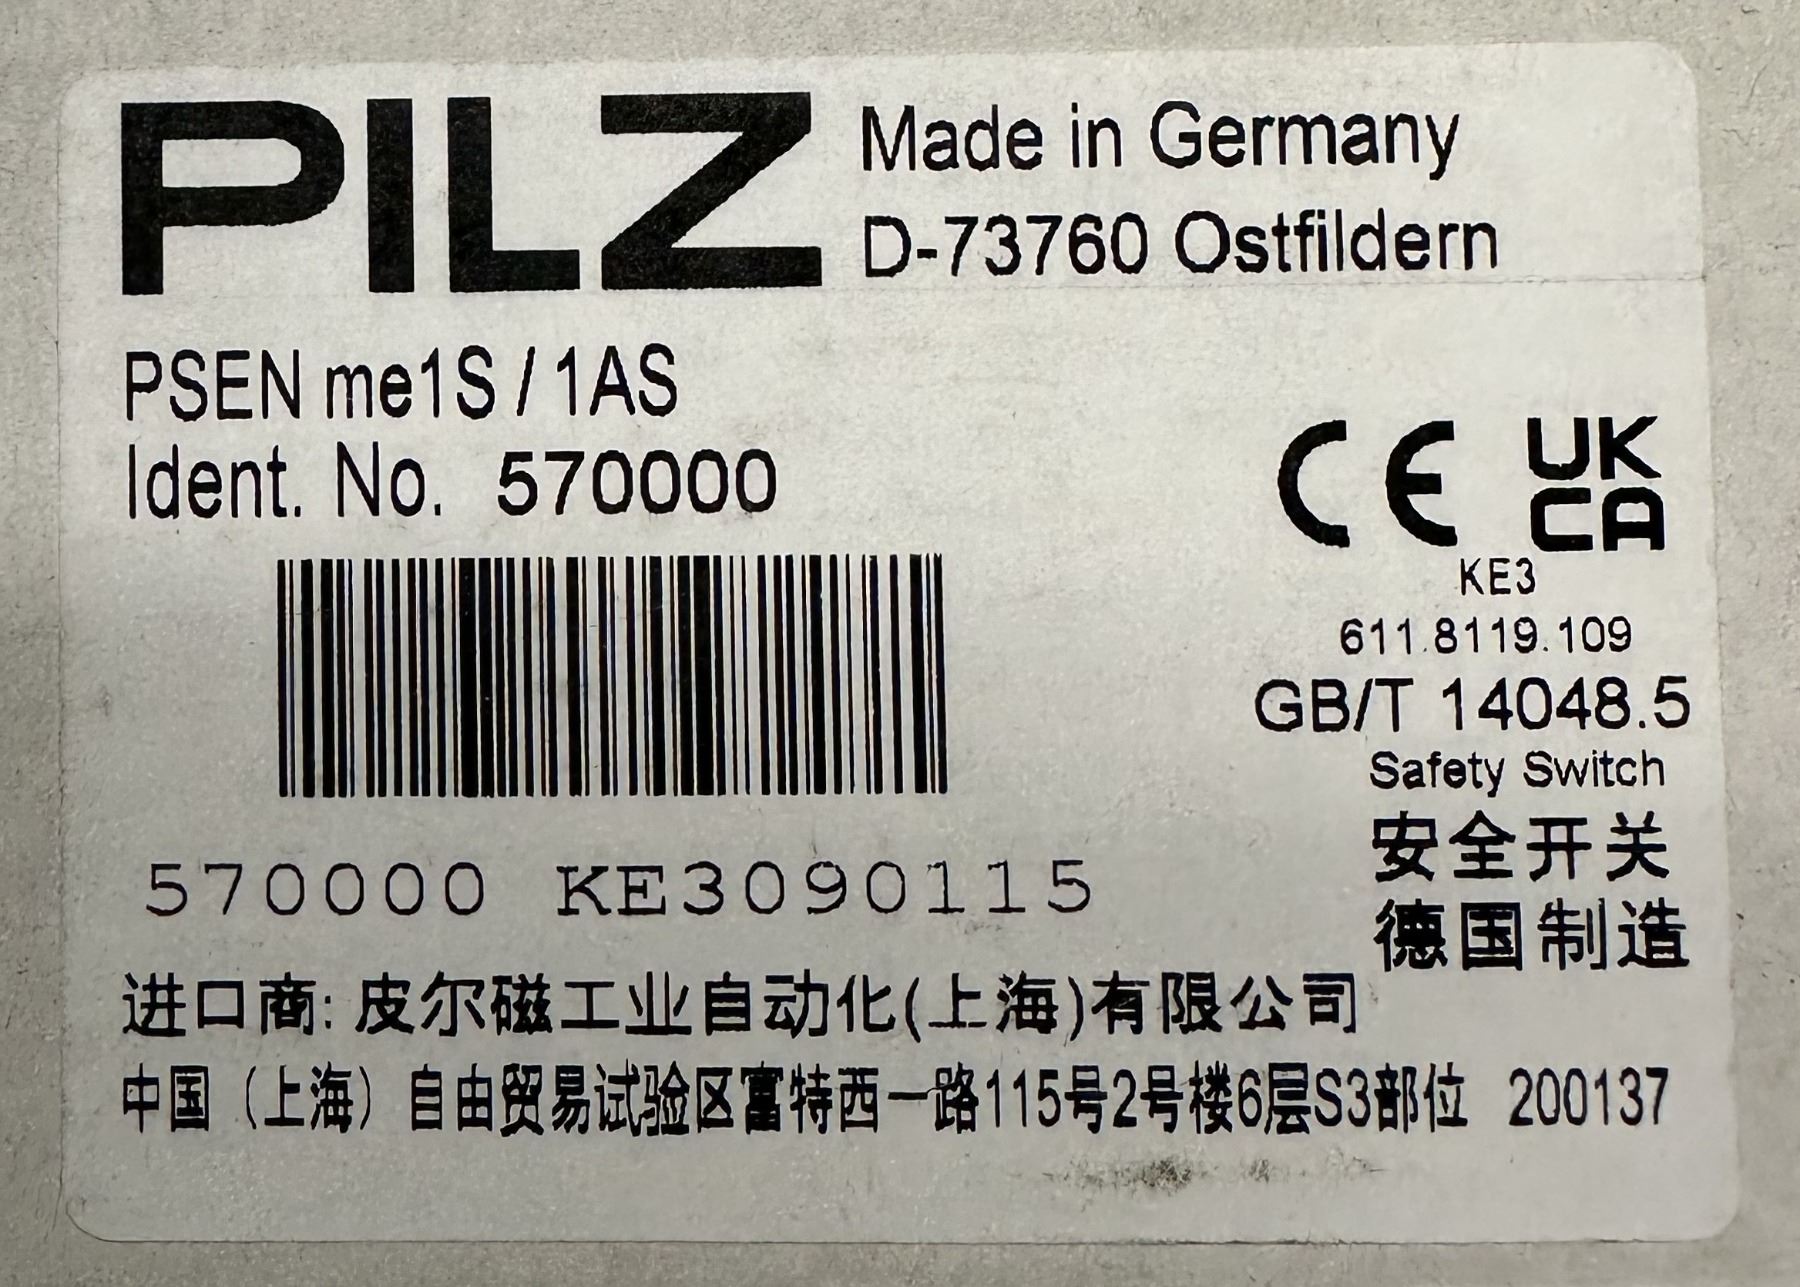 PILZ
Made in Germany
D-73760 Ostfildern
PSEN me1S / 1AS
Ident. No. 570000
CE UK CA
KE3
611.8119.109
GB/T 14048.5
Safety Switch
安全开关
德国制造
570000 KE3090115
进口商: 皮尔磁工业自动化(上海)有限公司
中国（上海）自由贸易试验区富特西一路115号2号楼6层S3部位 200137